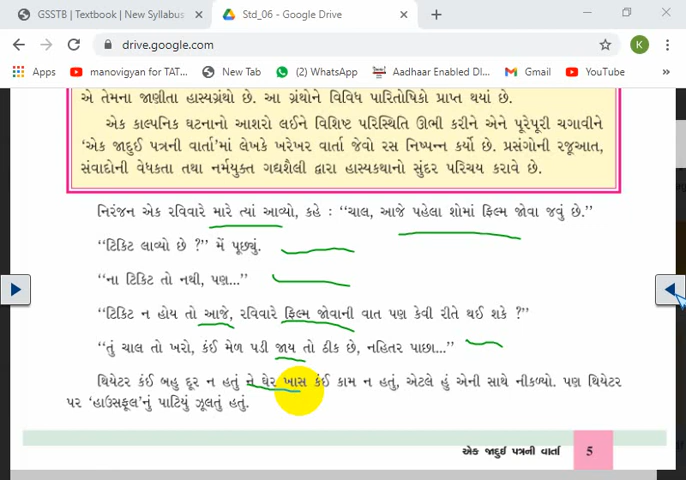 GSSTB | Textbook | New Syllabus
Std_06 - Google Drive
drive.google.com
K
Apps
manovigyan for TAT...
New Tab
(2) WhatsApp
Aadhaar Enabled Dl...
Gmail
YouTube
એ તેમના જાણીતા હાસ્યગ્રંથો છે. આ ગ્રંથોને વિવિધ પારિતોષિકો પ્રાપ્ત થયાં છે.
એક કાલ્પનિક ઘટનાનો આશરો લઈને વિશિષ્ટ પરિસ્થિતિ ઊભી કરીને એને પૂરેપૂરી ચગાવીને
‘એક જાદુઈ પત્રની વાર્તા’માં લેખકે ખરેખર વાર્તા જેવો રસ નિષ્પન્ન કર્યો છે. પ્રસંગોની રજૂઆત,
સંવાદોની વેધકતા તથા નર્મયુક્ત ગદ્યશૈલી દ્વારા હાસ્યકથાનો સુંદર પરિચય કરાવે છે.
નિરંજન એક રવિવારે મારે ત્યાં આવ્યો, કહે : “ચાલ, આજે પહેલા શોમાં ફિલ્મ જોવા જવું છે.”
“ટિકિટ લાવ્યો છે ?” મેં પૂછ્યું.
“ના ટિકિટ તો નથી, પણ...”
“ટિકિટ ન હોય તો આજે, રવિવારે ફિલ્મ જોવાની વાત પણ કેવી રીતે થઈ શકે ?”
“તું ચાલ તો ખરો, કંઈ મેળ પડી જાય તો ઠીક છે, નહિતર પાછા...”
થિયેટર કંઈ બહુ દૂર ન હતું ને ઘેર ખાસ કંઈ કામ ન હતું, એટલે હું એની સાથે નીકળ્યો. પણ થિયેટર
પર ‘હાઉસફૂલ’નું પાટિયું ઝૂલતું હતું.
એક જાદુઈ પત્રની વાર્તા 5